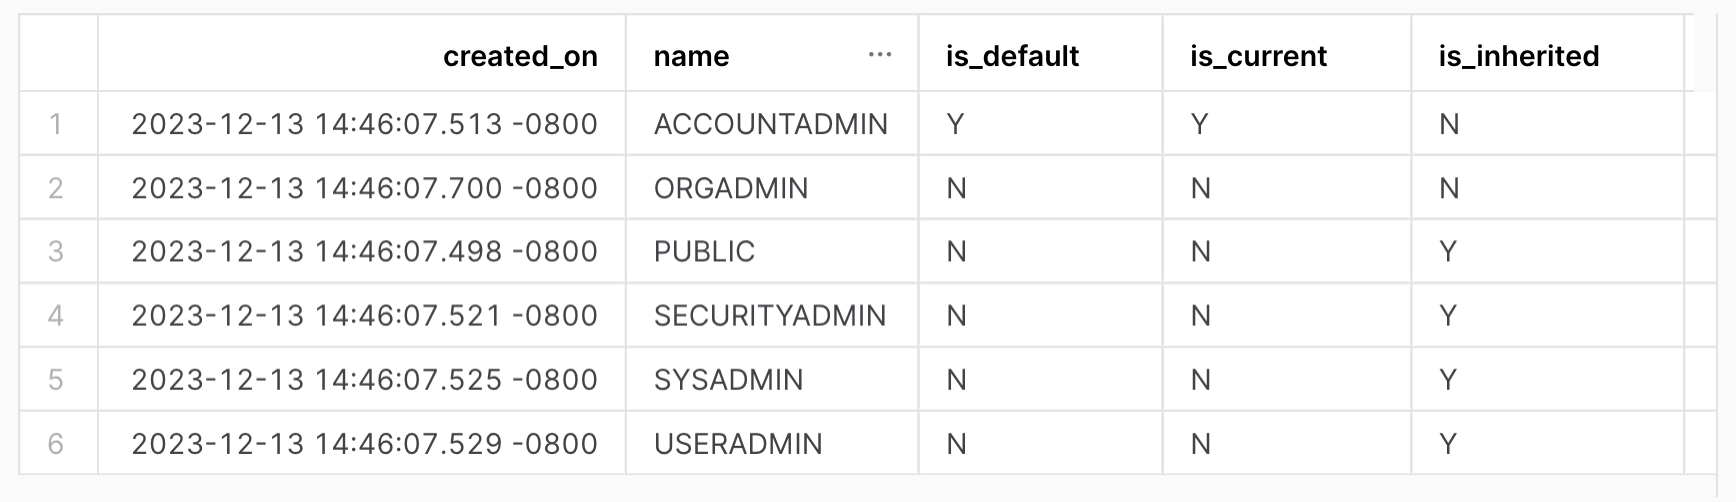 created_on name ... is_default is_current is_inherited
1 2023-12-13 14:46:07.513 -0800 ACCOUNTADMIN Y Y N
2 2023-12-13 14:46:07.700 -0800 ORGADMIN N N N
3 2023-12-13 14:46:07.498 -0800 PUBLIC N N Y
4 2023-12-13 14:46:07.521 -0800 SECURITYADMIN N N Y
5 2023-12-13 14:46:07.525 -0800 SYSADMIN N N Y
6 2023-12-13 14:46:07.529 -0800 USERADMIN N N Y